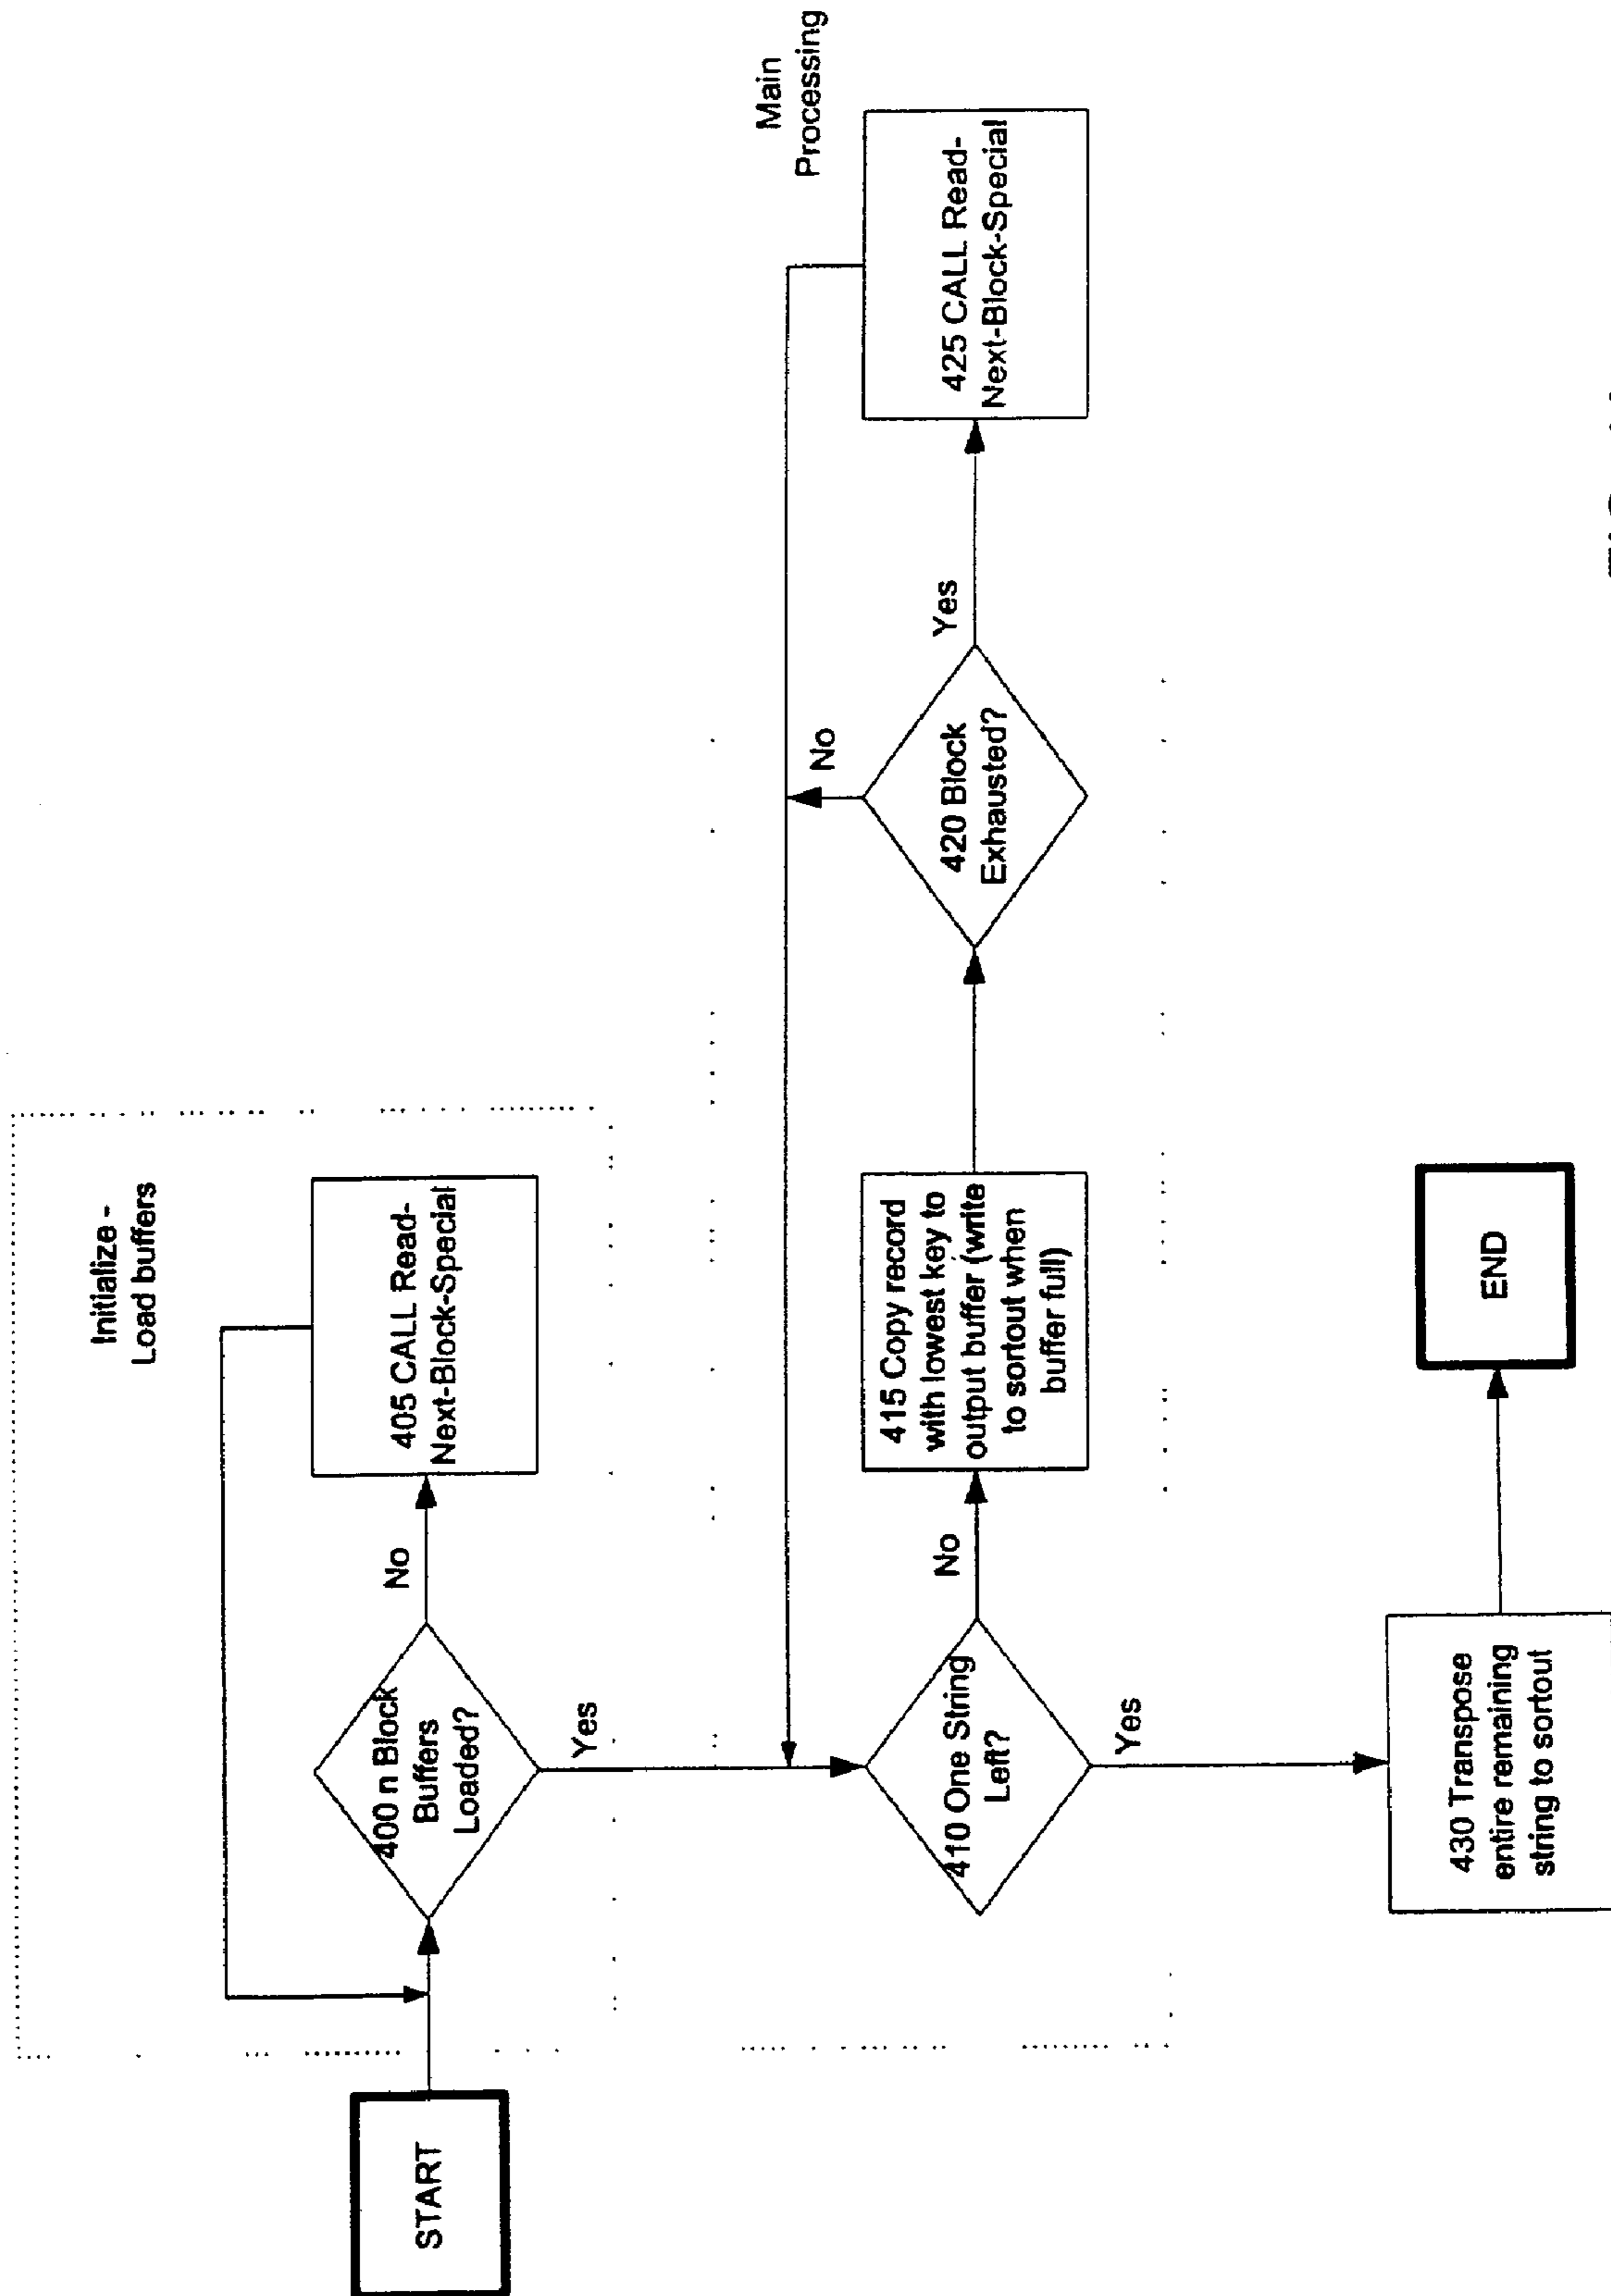 Initialize -
Load buffers
START
400 n Block
Buffers
Loaded?
No
405 CALL Read-
Next-Block-Special
Yes
Main
Processing
410 One String
Left?
No
415 Copy record
with lowest key to
output buffer (write
to sortout when
buffer full)
420 Block
Exhausted?
No
Yes
425 CALL Read-
Next-Block-Special
Yes
430 Transpose
entire remaining
string to sortout
END